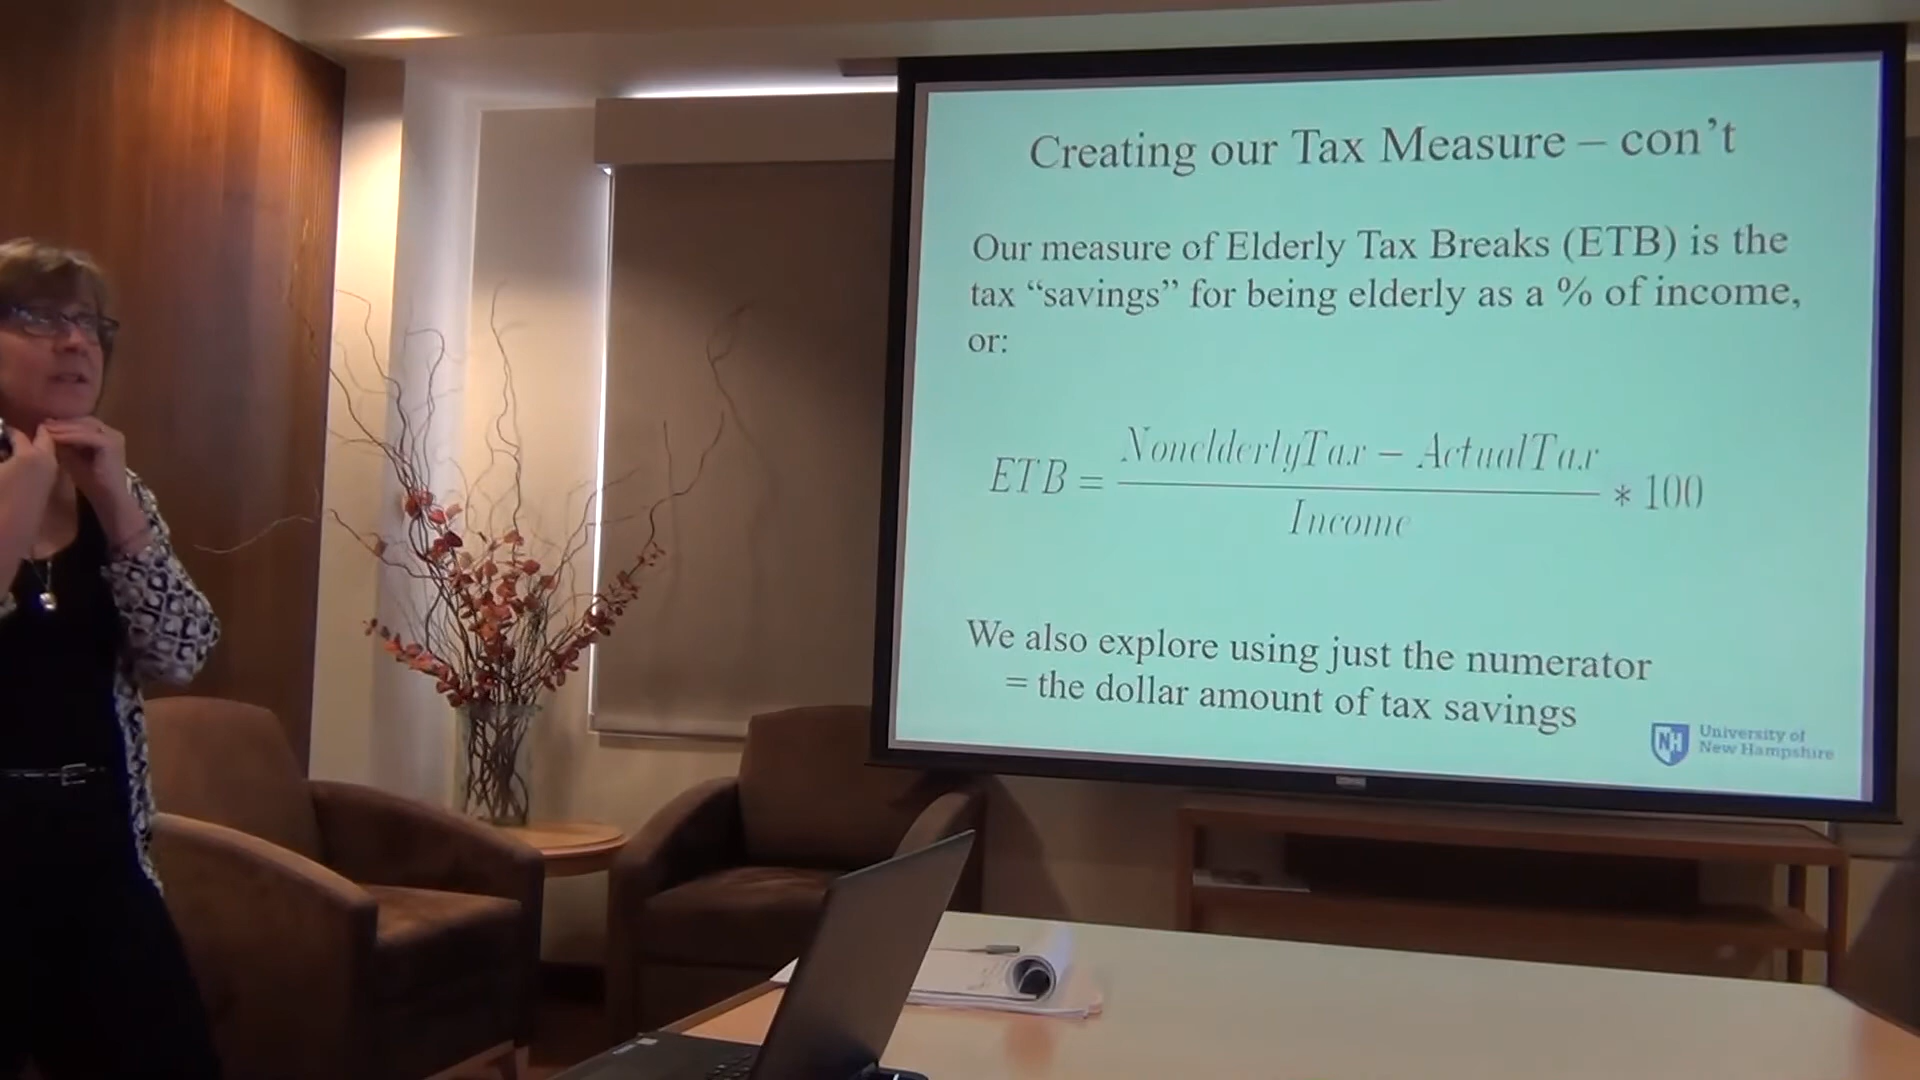 Creating our Tax Measure – con't
Our measure of Elderly Tax Breaks (ETB) is the
tax “savings” for being elderly as a % of income,
or:
ETB = (NonelderlyTax – ActualTax) / Income * 100
We also explore using just the numerator
= the dollar amount of tax savings
NH
University of
New Hampshire